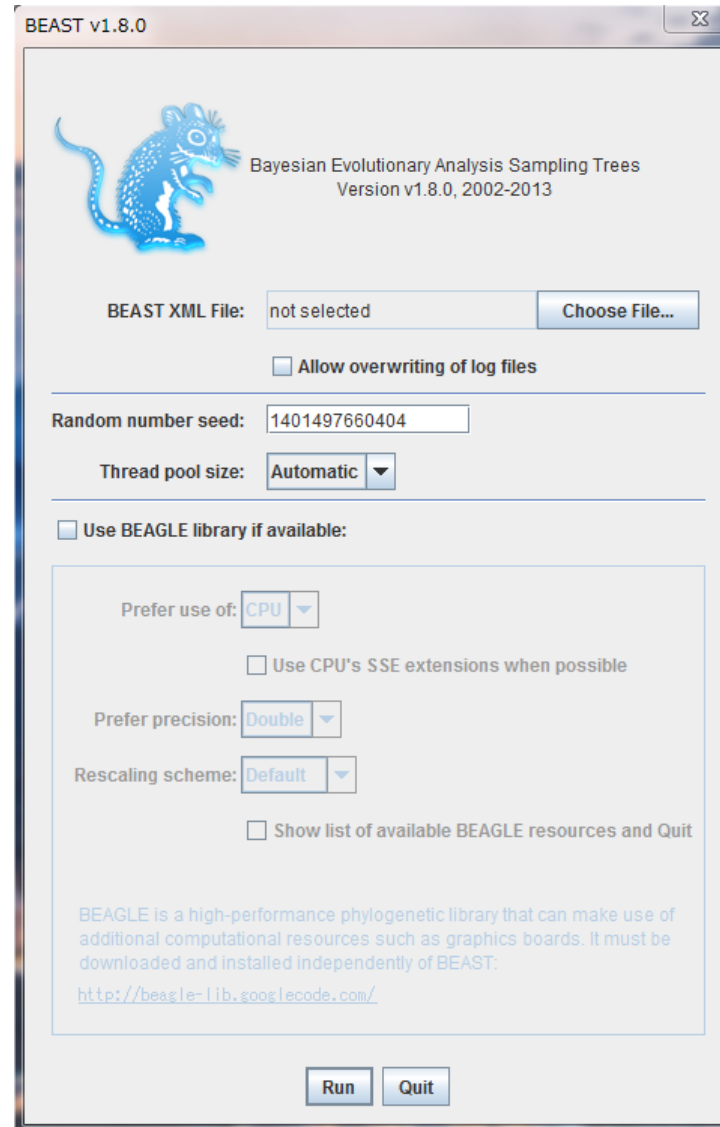 BEAST v1.8.0
Bayesian Evolutionary Analysis Sampling Trees
Version v1.8.0, 2002-2013
BEAST XML File: not selected Choose File...
Allow overwriting of log files
Random number seed: 1401497660404
Thread pool size: Automatic
Use BEAGLE library if available:
Prefer use of: CPU
Use CPU's SSE extensions when possible
Prefer precision: Double
Rescaling scheme: Default
Show list of available BEAGLE resources and Quit
BEAGLE is a high-performance phylogenetic library that can make use of
additional computational resources such as graphics boards. It must be
downloaded and installed independently of BEAST:
http://beagle-lib.googlecode.com/
Run Quit